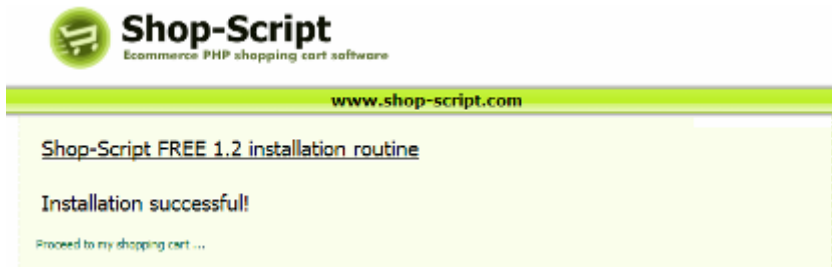 Shop-Script
Ecommerce PHP shopping cart software
www.shop-script.com
Shop-Script FREE 1.2 installation routine
Installation successful!
Proceed to my shopping cart ...